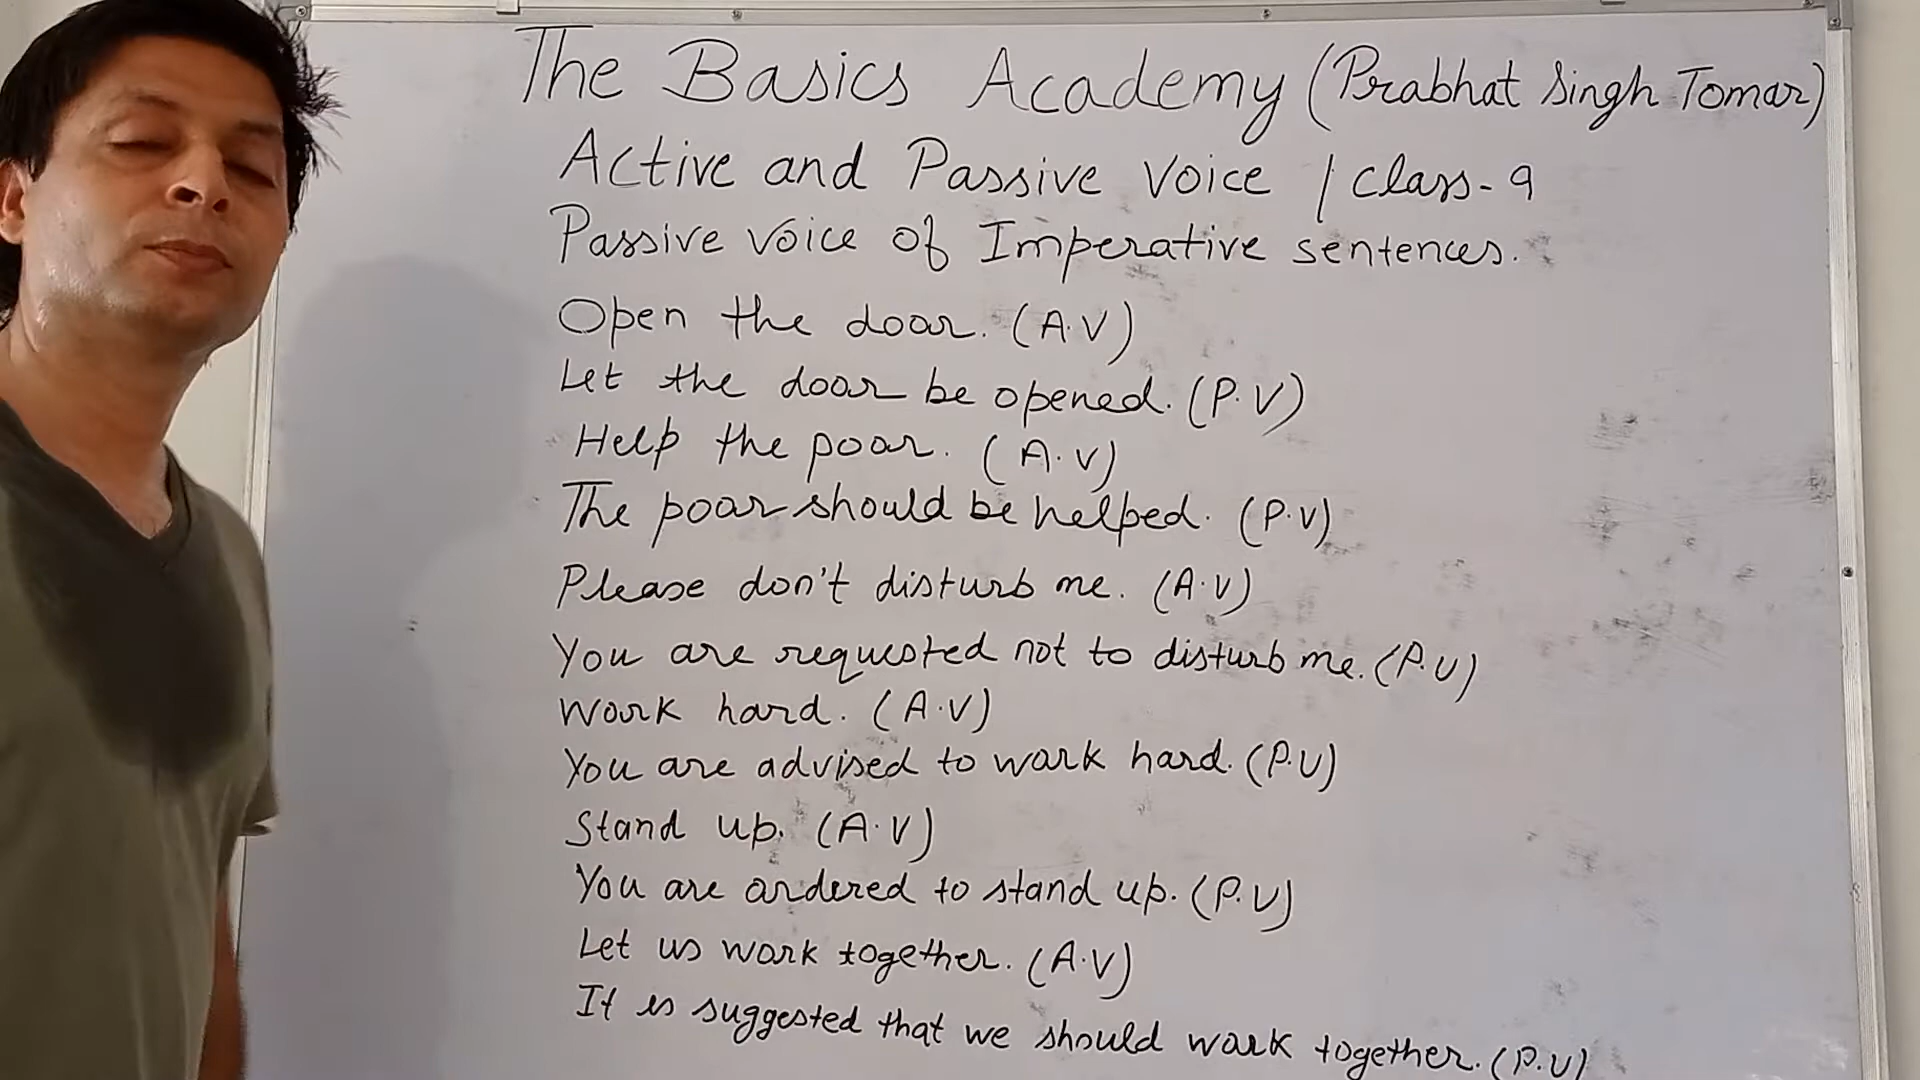 The Basics Academy (Prabhat Singh Tomar)
Active and Passive Voice / class-9
Passive voice of Imperative sentences.
Open the door. (A.V)
Let the door be opened. (P.V)
Help the poor. (A.V)
The poor should be helped. (P.V)
Please don't disturb me. (A.V)
You are requested not to disturb me. (P.V)
Work hard. (A.V)
You are advised to work hard. (P.V)
Stand up. (A.V)
You are ordered to stand up. (P.V)
Let us work together. (A.V)
It is suggested that we should work together. (P.V)